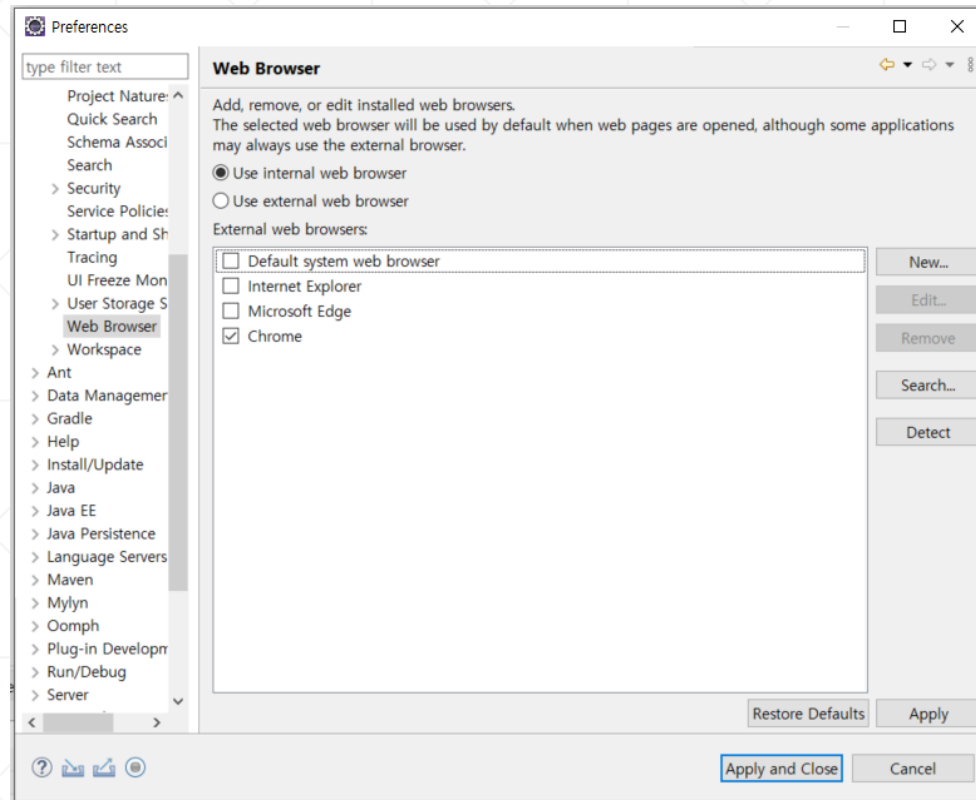 Preferences
type filter text
Project Nature
Quick Search
Schema Associ
Search
Security
Service Policies
Startup and Sh
Tracing
UI Freeze Mon
User Storage S
Web Browser
Workspace
Ant
Data Managemer
Gradle
Help
Install/Update
Java
Java EE
Java Persistence
Language Servers
Maven
Mylyn
Oomph
Plug-in Developm
Run/Debug
Server
Web Browser
Add, remove, or edit installed web browsers.
The selected web browser will be used by default when web pages are opened, although some applications
may always use the external browser.
Use internal web browser
Use external web browser
External web browsers:
Default system web browser
Internet Explorer
Microsoft Edge
Chrome
New...
Edit...
Remove
Search...
Detect
Restore Defaults
Apply
Apply and Close
Cancel